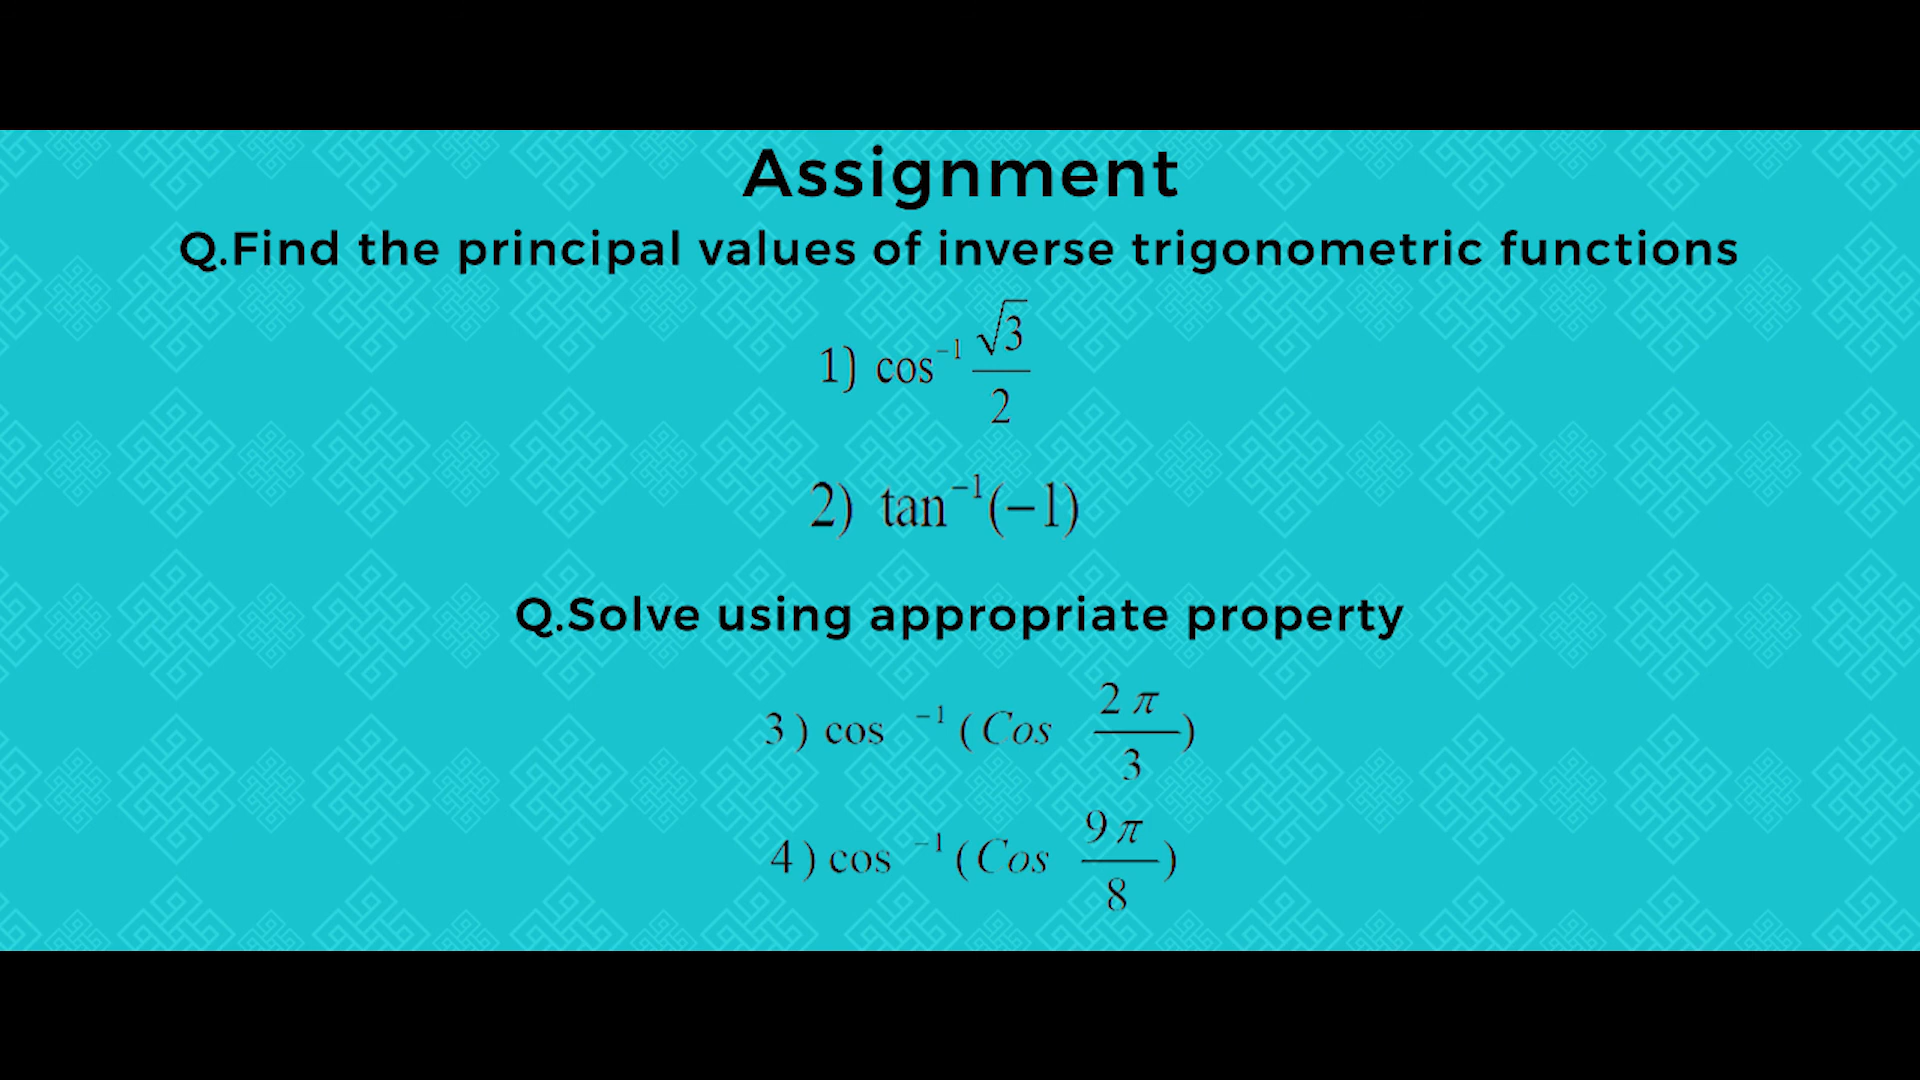 Assignment
Q.Find the principal values of inverse trigonometric functions
1) cos⁻¹ √3/2
2) tan⁻¹(−1)
Q.Solve using appropriate property
3) cos⁻¹(Cos 2π/3)
4) cos⁻¹(Cos 9π/8)